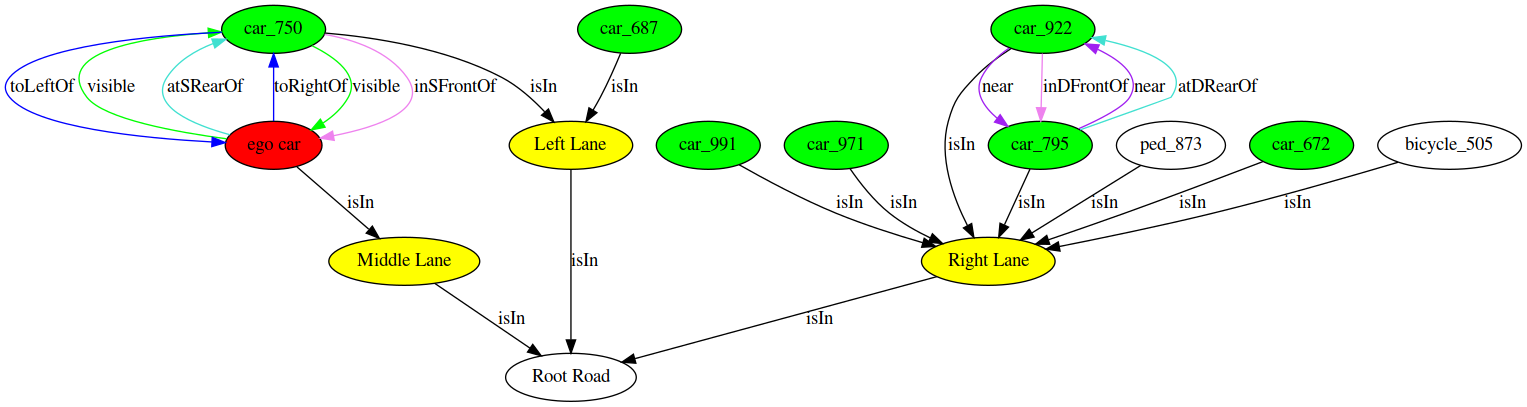 car_750
car_687
car_922
toLeftOf
visible
atSRearOf
toRightOf
visible
inSFrontOf
isIn
isIn
near
inDFrontOf
near
atDRearOf
ego car
Left Lane
car_991
car_971
isIn
car_795
ped_873
car_672
bicycle_505
isIn
isIn
isIn
isIn
isIn
isIn
isIn
Middle Lane
isIn
Right Lane
isIn
isIn
Root Road